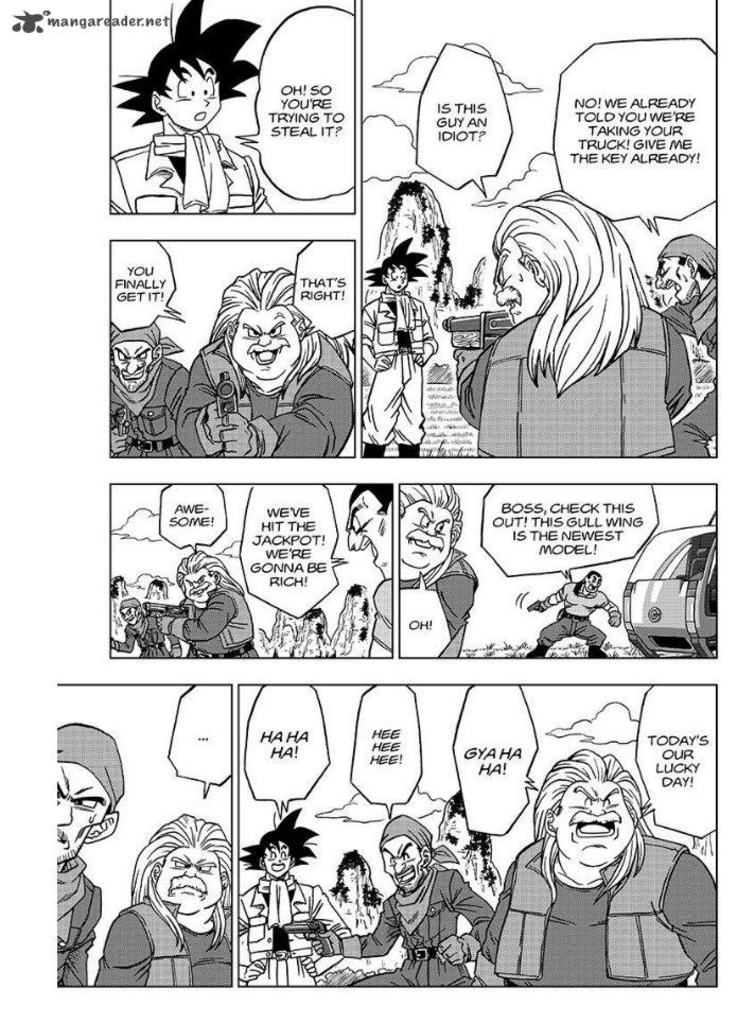 mangareader.net
NO! WE ALREADY
TOLD YOU WE'RE
TAKING YOUR
TRUCK! GIVE ME
THE KEY ALREADY!
IS THIS
GUY AN
IDIOT?
OH! SO
YOU'RE
TRYING TO
STEAL IT?
THAT'S
RIGHT!
YOU
FINALLY
GET IT!
BOSS, CHECK THIS
OUT! THIS GULL WING
IS THE NEWEST
MODEL!
OH!
WE'VE
HIT THE
JACKPOT!
WE'RE
GONNA BE
RICH!
AWE-
SOME!
TODAY'S
OUR
LUCKY
DAY!
GYA HA
HA!
HEE
HEE
HEE!
HA HA
HA!
...